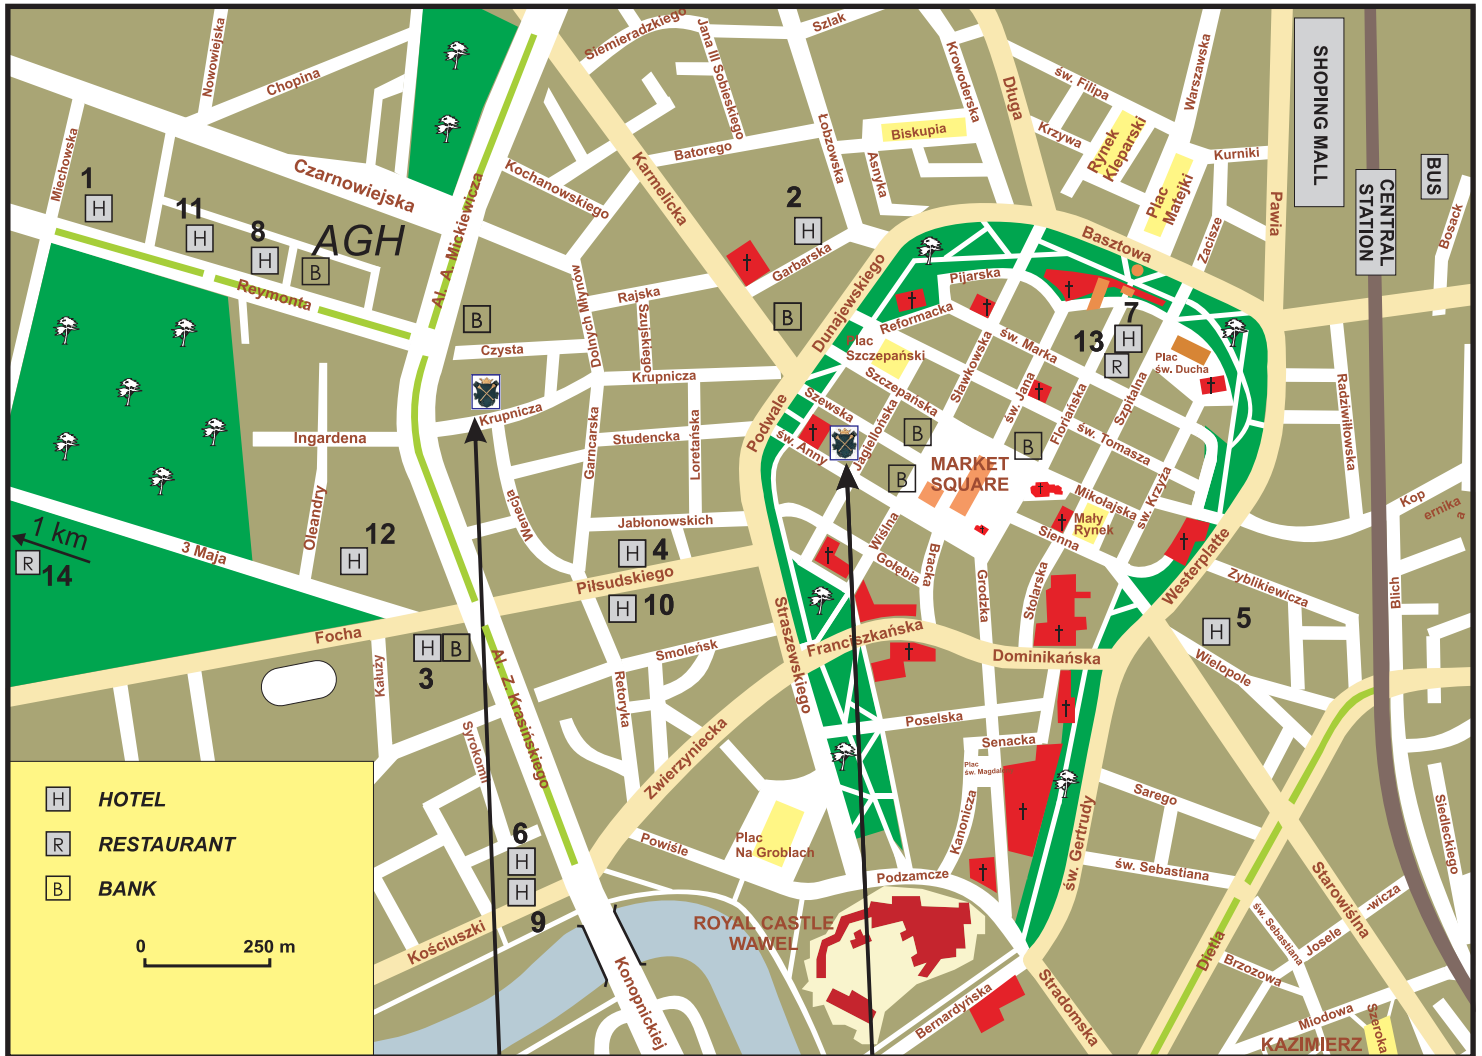 Nowowiejska
Chopina
Siemieradzkiego
Jana III Sobieskiego
Szlak
Krowoderska
Długa
św. Filipa
Warszawska
SHOPING MALL
Miechowska
Czarnowiejska
Kochanowskiego
Karmelicka
Batorego
Łobzowska
Biskupia
Asnyka
Krzywa
Rynek
Kleparski
Kurniki
Plac
Matejki
Pawia
CENTRAL
STATION
BUS
Bosack
1
H
11
H
8
H
B
AGH
Al. A. Mickiewicza
2
H
Garbarska
Dunajewskiego
Basztowa
Zacisze
Reymonta
B
Dolnych Młynów
Rajska
Szujskiego
B
Pijarska
Reformacka
Plac
Szczepański
Szczepańska
Sławkowska
św. Marka
7
H
13
R
Plac
św. Ducha
Czysta
Krupnicza
Krupnicza
Szewska
Jagiellońska
św. Jana
Floriańska
Szpitalna
Radziwiłłowska
Ingardena
Garncarska
Studencka
Loretańska
Podwale
św. Anny
B
B
B
MARKET
SQUARE
św. Tomasza
św. Krzyża
Mikołajska
Kop
ernika
a
Oleandry
Wenecja
Jabłonowskich
Wiślna
Mały
Rynek
Sienna
1 km
R
14
3 Maja
12
H
4
H
Piłsudskiego
10
H
Gołębia
Bracka
Grodzka
Stolarska
Westerplatte
Zyblikiewicza
Blich
5
H
Focha
3
H
B
Kałuży
Smoleńsk
Retoryka
Straszewskiego
Franciszkańska
Dominikańska
Wielopole
Al. Z. Krasińskiego
Syrokomli
Zwierzyniecka
Poselska
Senacka
Plac
św. Magdal
Kanonicza
Sarego
św. Gertrudy
św. Sebastiana
Siedleckiego
H
HOTEL
R
RESTAURANT
B
BANK
0
250 m
6
H
H
9
Powiśle
Plac
Na Groblach
Podzamcze
Kościuszki
ROYAL CASTLE
WAWEL
Konopnickiej
Bernardyńska
Stradomska
Dietla
św. Sebastiana
Brzozowa
Josele
-wicza
Starowiślna
Miodowa
Szeroka
KAZIMIERZ